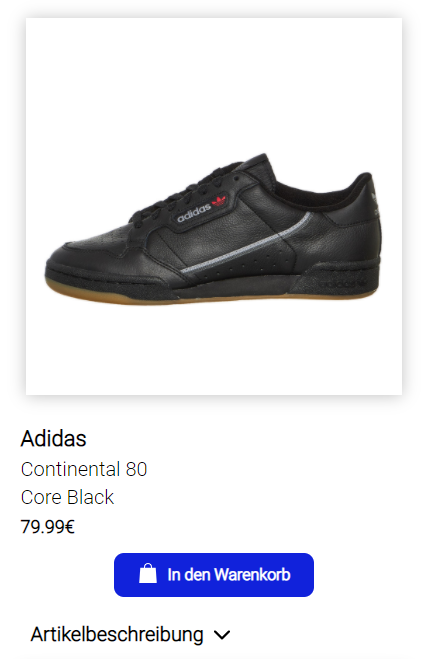 adidas
Adidas
Continental 80
Core Black
79.99€
In den Warenkorb
Artikelbeschreibung